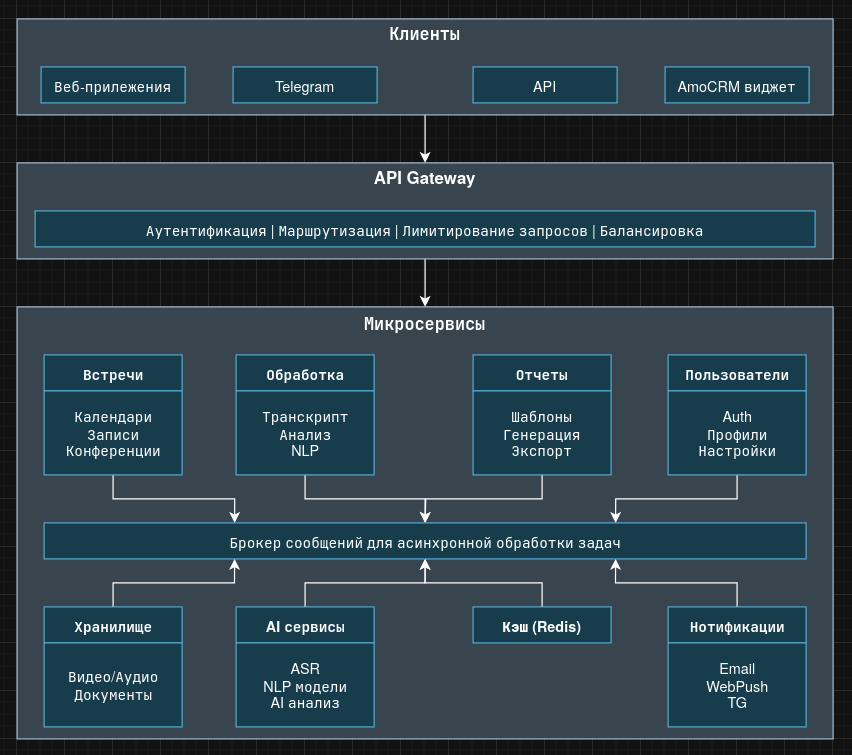 Клиенты
Веб-прилежения
Telegram
API
AmoCRM виджет
API Gateway
Аутентификация | Маршрутизация | Лимитирование запросов | Балансировка
Микросервисы
Встречи
Календари
Записи
Конференции
Обработка
Транскрипт
Анализ
NLP
Отчеты
Шаблоны
Генерация
Экспорт
Пользователи
Auth
Профили
Настройки
Брокер сообщений для асинхронной обработки задач
Хранилище
Видео/Аудио
Документы
AI сервисы
ASR
NLP модели
AI анализ
Кэш (Redis)
Нотификации
Email
WebPush
TG